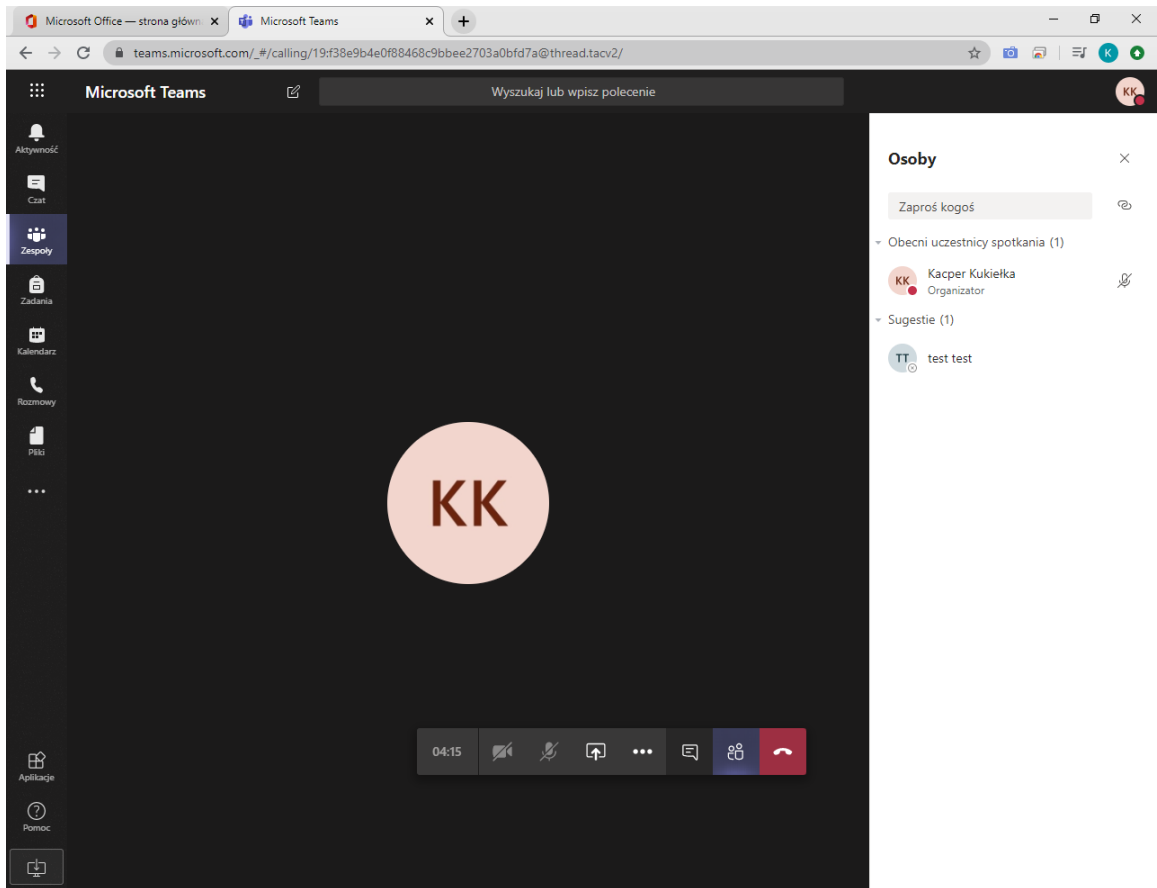 Microsoft Office — strona główn
Microsoft Teams
teams.microsoft.com/_#/calling/19:f38e9b4e0f88468c9bbee2703a0bfd7a@thread.tacv2/
K
Microsoft Teams
Wyszukaj lub wpisz polecenie
KK
Aktywność
Czat
Zespoły
Zadania
Kalendarz
Rozmowy
Pliki
Aplikacje
Pomoc
KK
04:15
Osoby
Zaproś kogoś
Obecni uczestnicy spotkania (1)
KK
Kacper Kukiełka
Organizator
Sugestie (1)
TT
test test